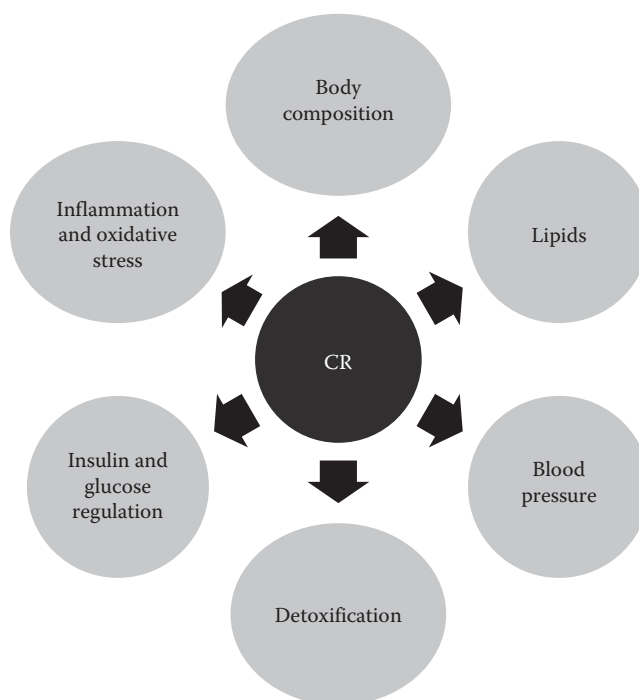 Body
composition
Inflammation
and oxidative
stress
Lipids
CR
Insulin and
glucose
regulation
Blood
pressure
Detoxification